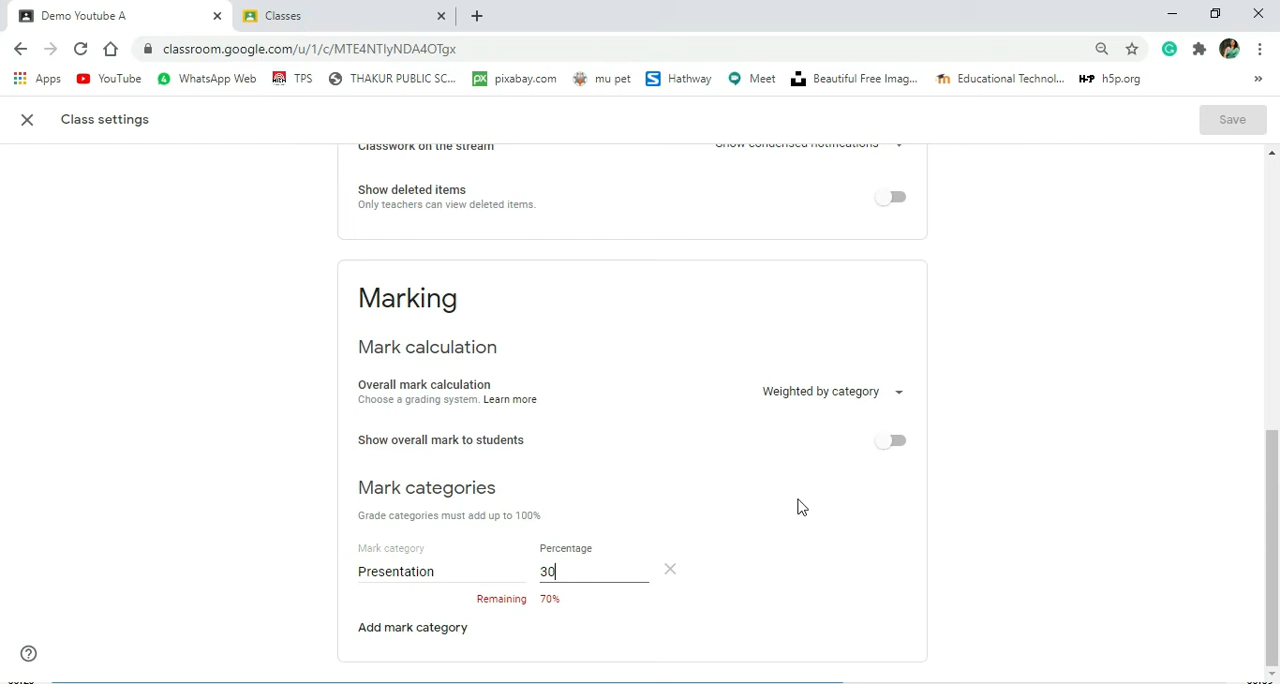 Demo Youtube A
Classes
classroom.google.com/u/1/c/MTE4NTIyNDA4OTgx
Apps YouTube WhatsApp Web TPS THAKUR PUBLIC SC... pixabay.com mu pet Hathway Meet Beautiful Free Imag... Educational Technol... H5P h5p.org »
Class settings
Save
Classwork on the stream Show condensed notifications
Show deleted items
Only teachers can view deleted items.
Marking
Mark calculation
Overall mark calculation
Choose a grading system. Learn more
Weighted by category
Show overall mark to students
Mark categories
Grade categories must add up to 100%
Mark category Percentage
Presentation 30
Remaining 70%
Add mark category